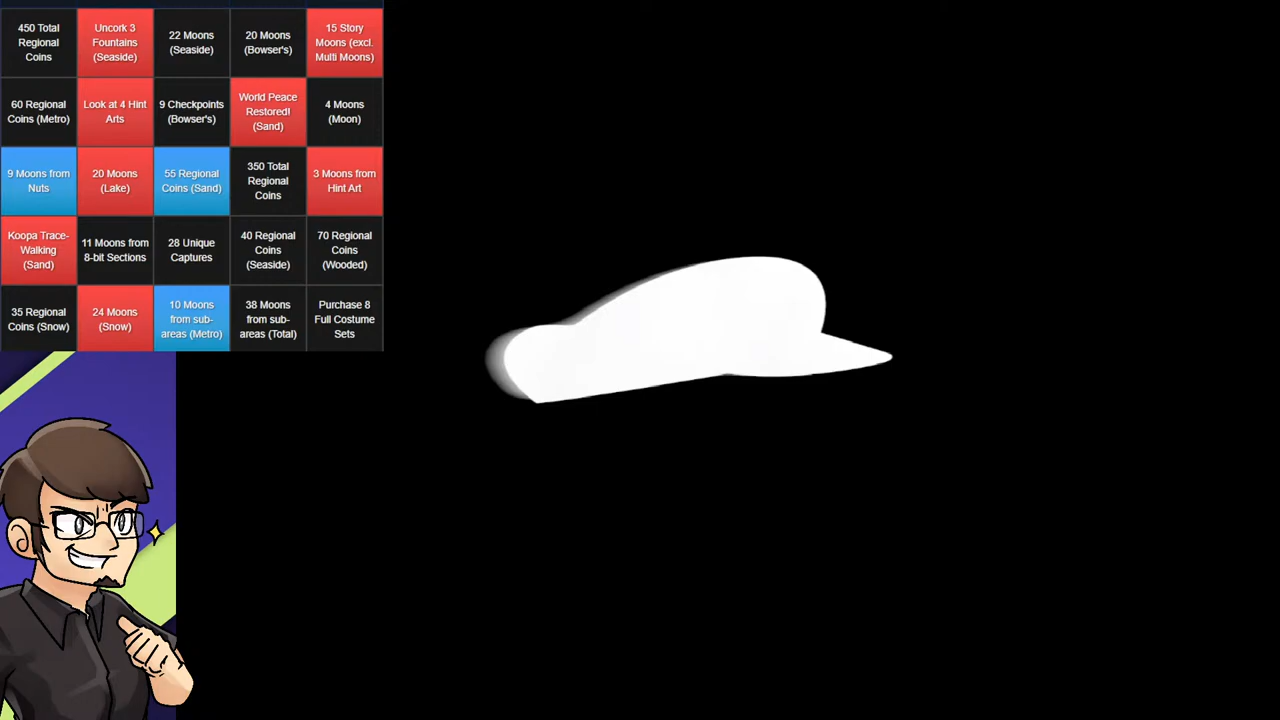 450 Total
Regional
Coins
Uncork 3
Fountains
(Seaside)
22 Moons
(Seaside)
20 Moons
(Bowser's)
15 Story
Moons (excl.
Multi Moons)
60 Regional
Coins (Metro)
Look at 4 Hint
Arts
9 Checkpoints
(Bowser's)
World Peace
Restored!
(Sand)
4 Moons
(Moon)
9 Moons from
Nuts
20 Moons
(Lake)
55 Regional
Coins (Sand)
350 Total
Regional
Coins
3 Moons from
Hint Art
Koopa Trace-
Walking
(Sand)
11 Moons from
8-bit Sections
28 Unique
Captures
40 Regional
Coins
(Seaside)
70 Regional
Coins
(Wooded)
35 Regional
Coins (Snow)
24 Moons
(Snow)
10 Moons
from sub-
areas (Metro)
38 Moons
from sub-
areas (Total)
Purchase 8
Full Costume
Sets